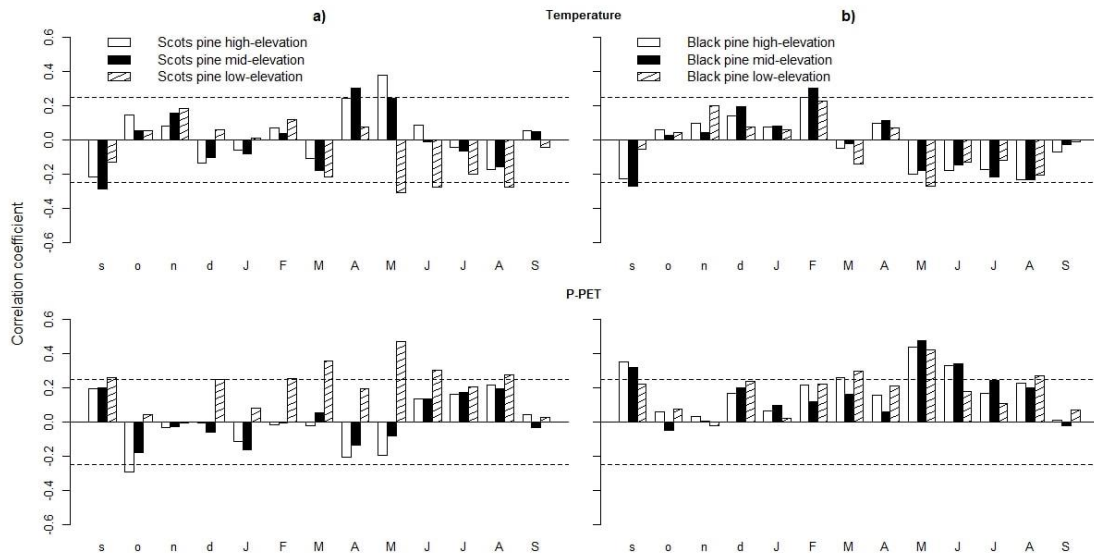 a)
Temperature
b)
Scots pine high-elevation
Scots pine mid-elevation
Scots pine low-elevation
Black pine high-elevation
Black pine mid-elevation
Black pine low-elevation
0.6
0.4
0.2
0.0
-0.2
-0.4
-0.6
s o n d J F M A M J J A S
s o n d J F M A M J J A S
Correlation coefficient
P-PET
0.6
0.4
0.2
0.0
-0.2
-0.4
-0.6
s o n d J F M A M J J A S
s o n d J F M A M J J A S